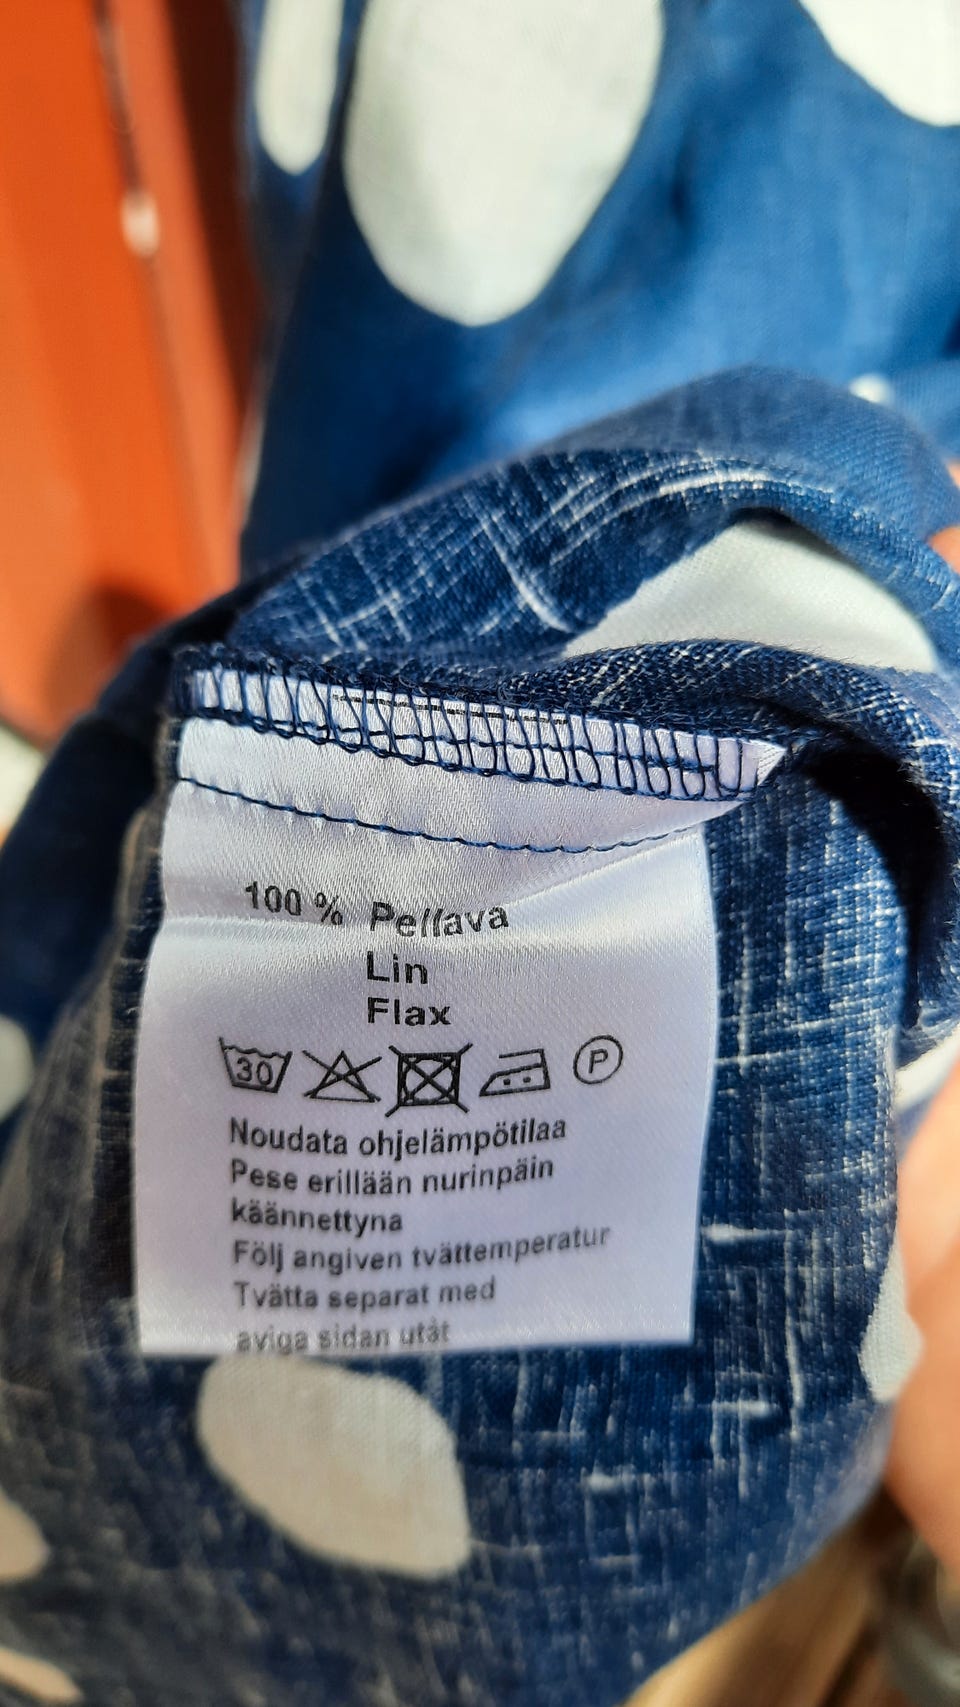 100 % Pellava
Lin
Flax
30 P
Noudata ohjelämpötilaa
Pese erillään nurinpäin
käännettyna
Följ angiven tvättemperatur
Tvätta separat med
aviga sidan utåt